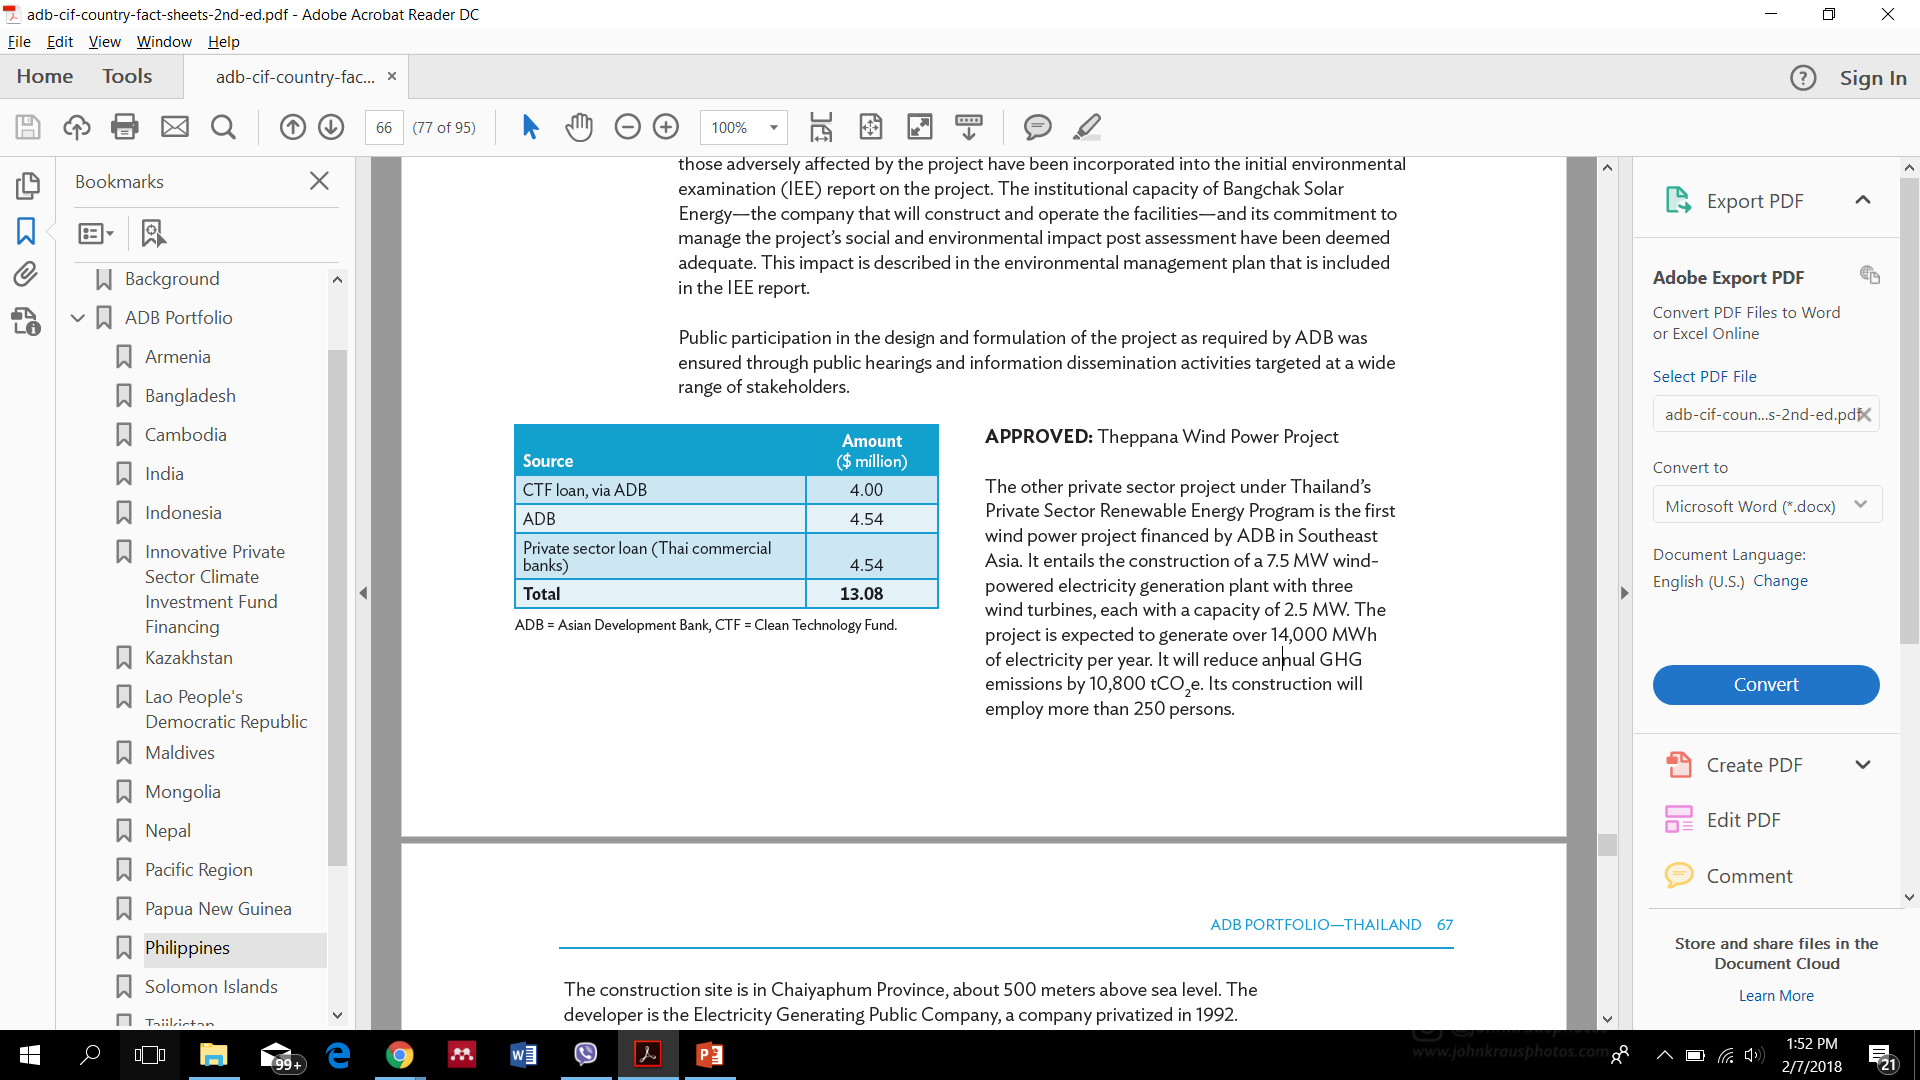 adb-cif-country-fact-sheets-2nd-ed.pdf - Adobe Acrobat Reader DC
File Edit View Window Help
Home Tools adb-cif-country-fac... × Sign In
66 (77 of 95) 100%
Bookmarks
Background
ADB Portfolio
Armenia
Bangladesh
Cambodia
India
Indonesia
Innovative Private
Sector Climate
Investment Fund
Financing
Kazakhstan
Lao People's
Democratic Republic
Maldives
Mongolia
Nepal
Pacific Region
Papua New Guinea
Philippines
Solomon Islands
Tajikistan
those adversely affected by the project have been incorporated into the initial environmental
examination (IEE) report on the project. The institutional capacity of Bangchak Solar
Energy—the company that will construct and operate the facilities—and its commitment to
manage the project’s social and environmental impact post assessment have been deemed
adequate. This impact is described in the environmental management plan that is included
in the IEE report.
Public participation in the design and formulation of the project as required by ADB was
ensured through public hearings and information dissemination activities targeted at a wide
range of stakeholders.
Source Amount
($ million)
CTF loan, via ADB 4.00
ADB 4.54
Private sector loan (Thai commercial
banks) 4.54
Total 13.08
ADB = Asian Development Bank, CTF = Clean Technology Fund.
APPROVED: Theppana Wind Power Project
The other private sector project under Thailand’s
Private Sector Renewable Energy Program is the first
wind power project financed by ADB in Southeast
Asia. It entails the construction of a 7.5 MW wind-
powered electricity generation plant with three
wind turbines, each with a capacity of 2.5 MW. The
project is expected to generate over 14,000 MWh
of electricity per year. It will reduce annual GHG
emissions by 10,800 tCO₂e. Its construction will
employ more than 250 persons.
ADB PORTFOLIO—THAILAND 67
The construction site is in Chaiyaphum Province, about 500 meters above sea level. The
developer is the Electricity Generating Public Company, a company privatized in 1992.
Export PDF
Adobe Export PDF
Convert PDF Files to Word
or Excel Online
Select PDF File
adb-cif-coun...s-2nd-ed.pdf
Convert to
Microsoft Word (*.docx)
Document Language:
English (U.S.) Change
Convert
Create PDF
Edit PDF
Comment
Store and share files in the
Document Cloud
Learn More
99+
www.johnkrausphotos.com
1:52 PM
2/7/2018
21